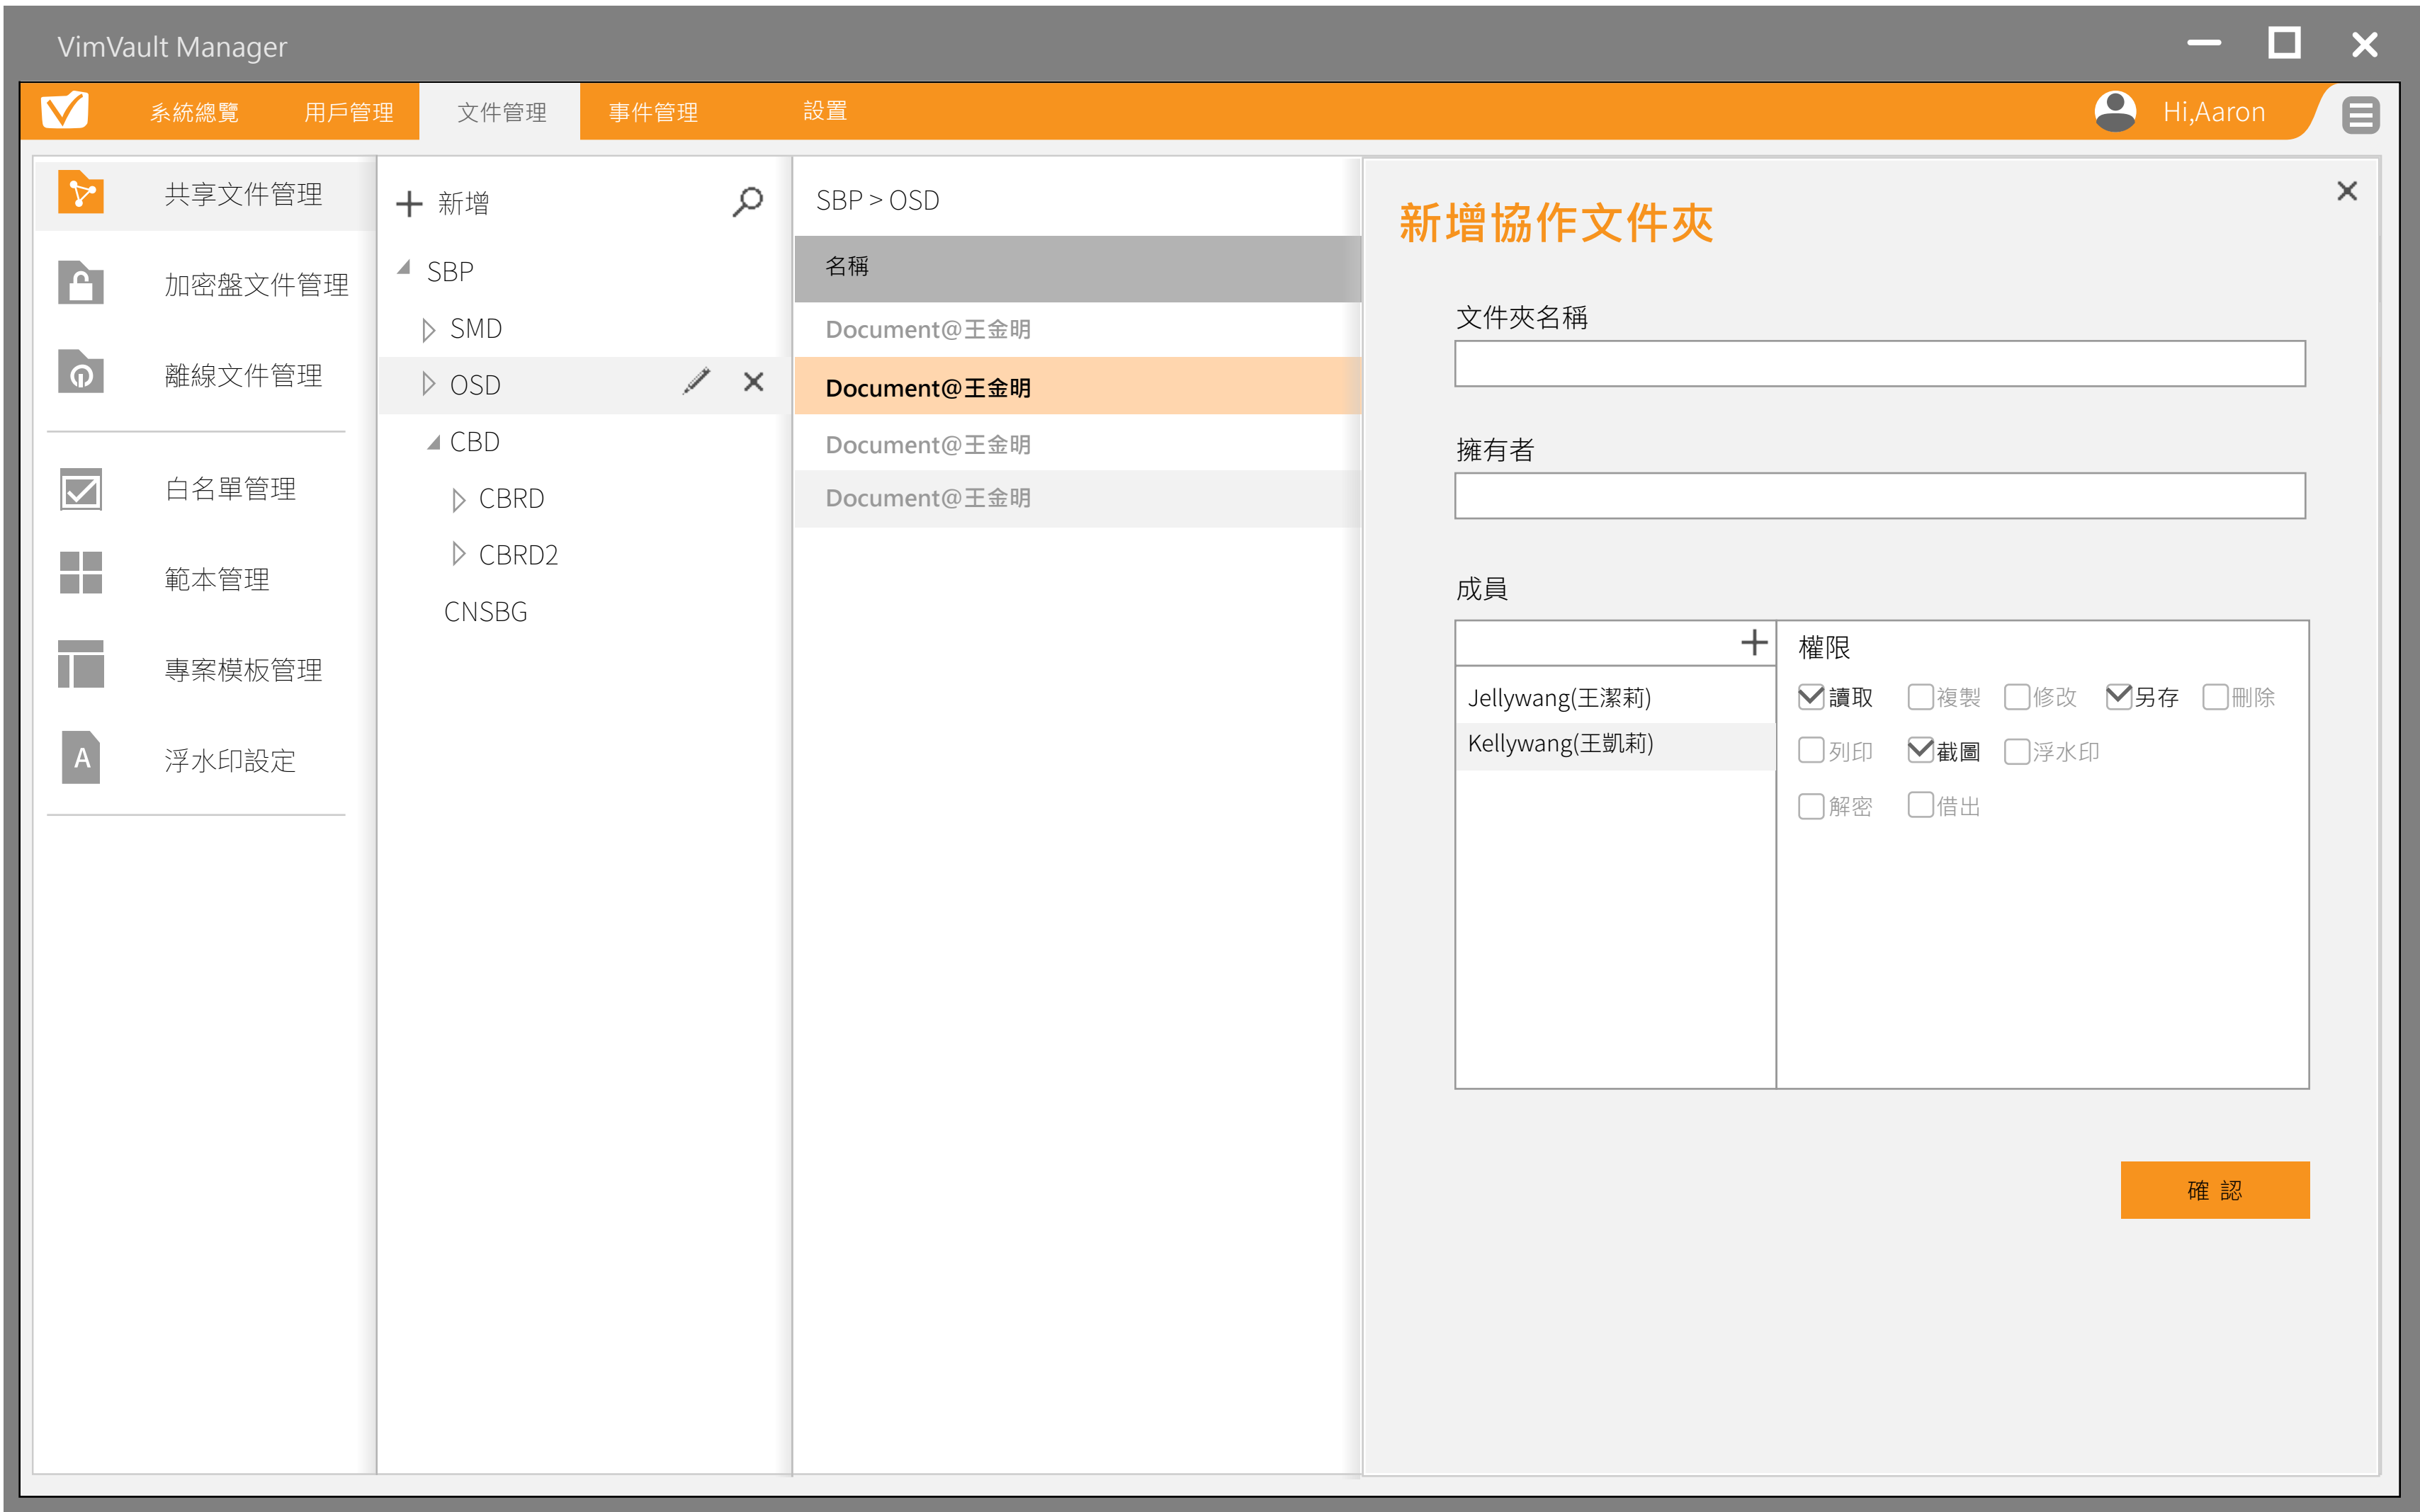 VimVault Manager
系統總覽 用戶管理 文件管理 事件管理 設置 Hi,Aaron
共享文件管理
加密盤文件管理
離線文件管理
白名單管理
範本管理
專案模板管理
A 浮水印設定
新增
SBP
SMD
OSD
CBD
CBRD
CBRD2
CNSBG
SBP > OSD
名稱
Document@王金明
Document@王金明
Document@王金明
Document@王金明
新增協作文件夾
文件夾名稱
擁有者
成員
Jellywang(王潔莉)
Kellywang(王凱莉)
權限
讀取 複製 修改 另存 刪除
列印 截圖 浮水印
解密 借出
確 認